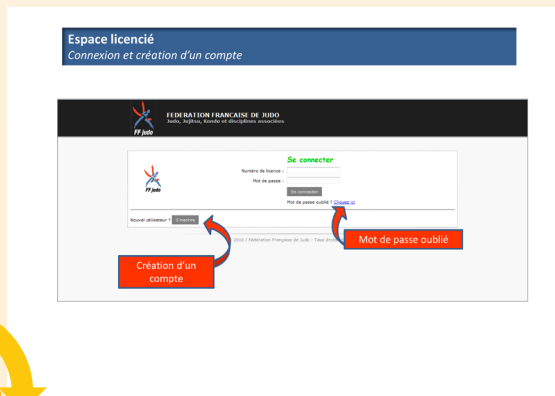 Espace licencié
Connexion et création d'un compte
FEDERATION FRANCAISE DE JUDO
Judo, Jujitsu, Kendo et disciplines associées
FF Judo
Se connecter
Numéro de licence :
Mot de passe :
FF Judo
Se connecter
Mot de passe oublié ? Cliquez ici
Nouvel utilisateur ? S'inscrire
2010 / Fédération Française de Judo - Tous
Mot de passe oublié
Création d'un
compte